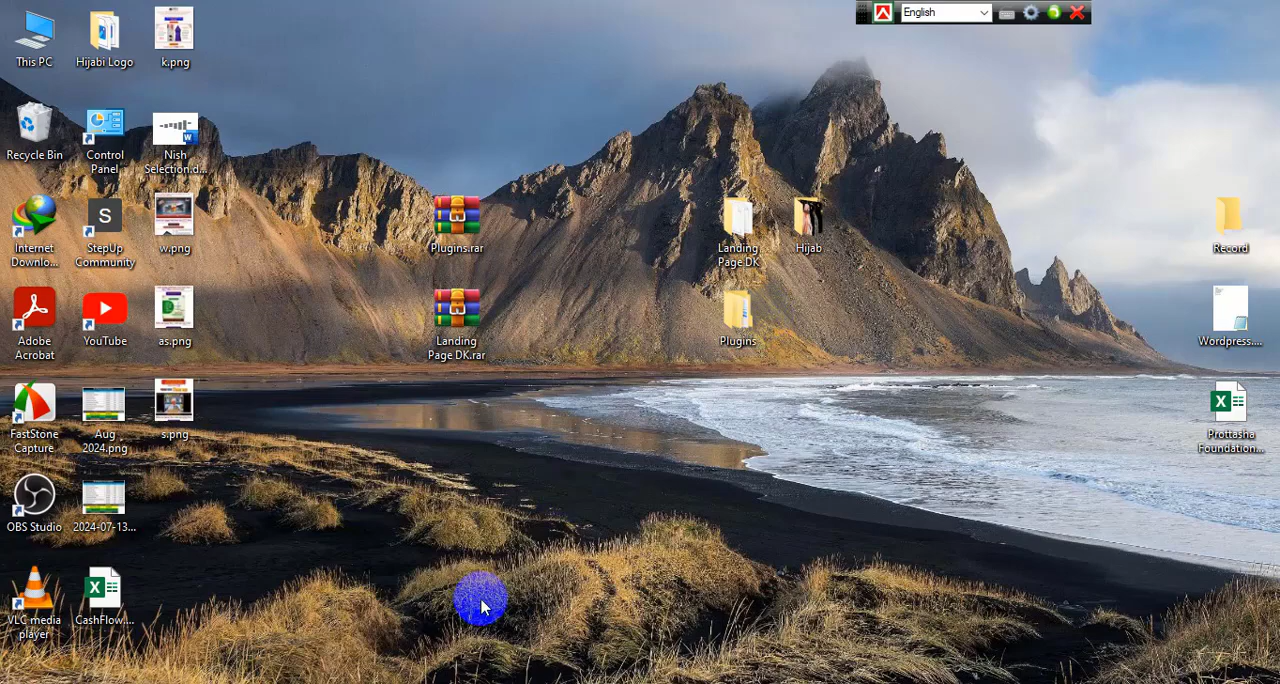 English
This PC
Hijabi Logo
k.png
Recycle Bin
Control
Panel
Nish
Selection.d...
Internet
Downlo...
StepUp
Community
w.png
Plugins.rar
Landing
Page DK
Hijab
Record
Adobe
Acrobat
YouTube
as.png
Landing
Page DK.rar
Plugins
Wordpress....
FastStone
Capture
Aug
2024.png
s.png
Prottasha
Foundation...
OBS Studio
2024-07-13...
VLC media
player
CashFlow....